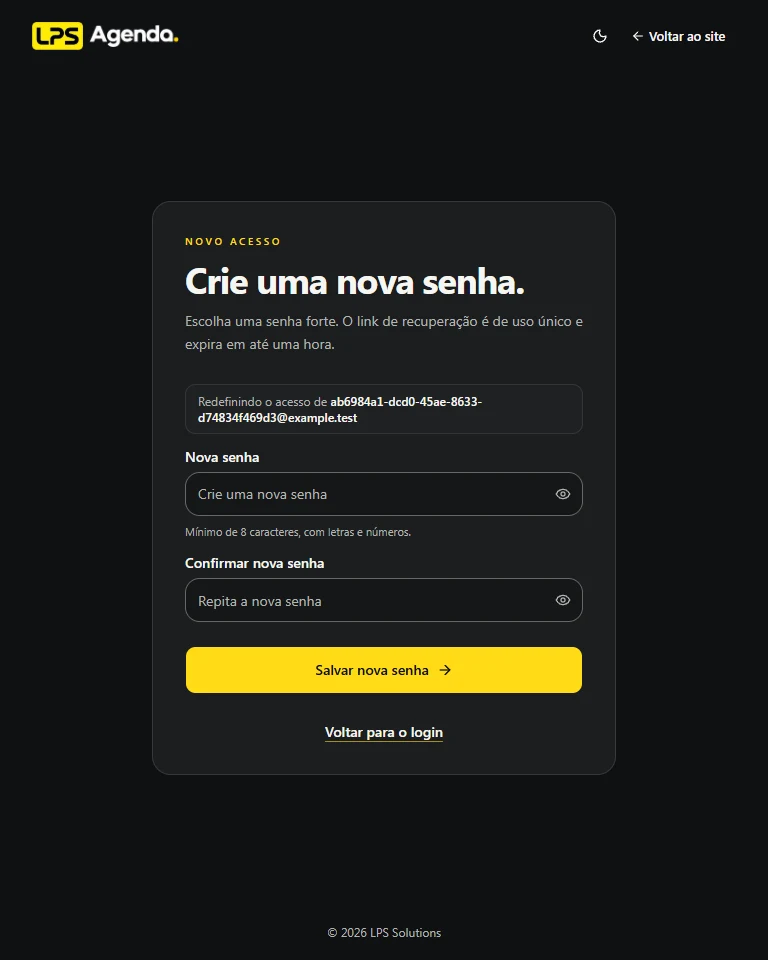 LPS Agenda.
← Voltar ao site
NOVO ACESSO
Crie uma nova senha.
Escolha uma senha forte. O link de recuperação é de uso único e
expira em até uma hora.
Redefinindo o acesso de ab6984a1-dcd0-45ae-8633-
d74834f469d3@example.test
Nova senha
Crie uma nova senha
Mínimo de 8 caracteres, com letras e números.
Confirmar nova senha
Repita a nova senha
Salvar nova senha →
Voltar para o login
© 2026 LPS Solutions